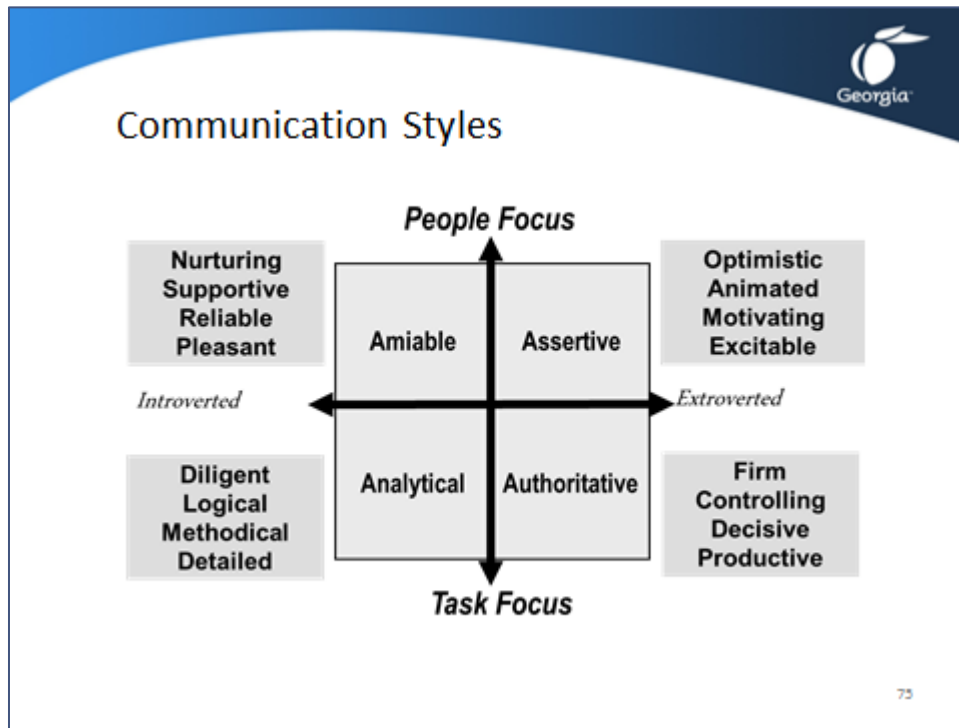 Georgia
Communication Styles
People Focus
Nurturing
Supportive
Reliable
Pleasant
Amiable
Assertive
Optimistic
Animated
Motivating
Excitable
Introverted
Extroverted
Diligent
Logical
Methodical
Detailed
Analytical
Authoritative
Firm
Controlling
Decisive
Productive
Task Focus
75